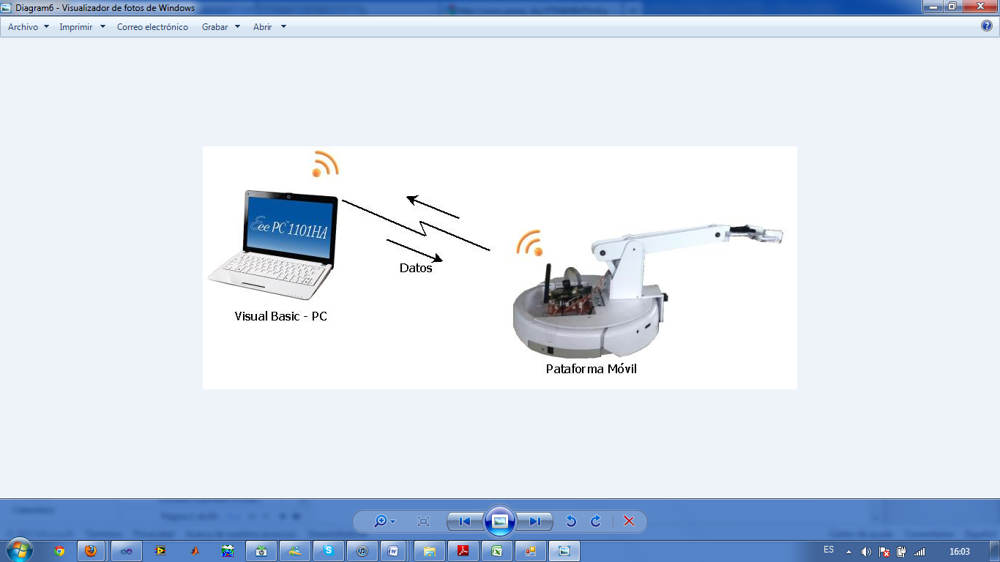 Diagram6 - Visualizador de fotos de Windows
Archivo Imprimir Correo electrónico Grabar Abrir
Eee PC 1101HA
Datos
Visual Basic - PC
Pataforma Móvil
ES 16:03